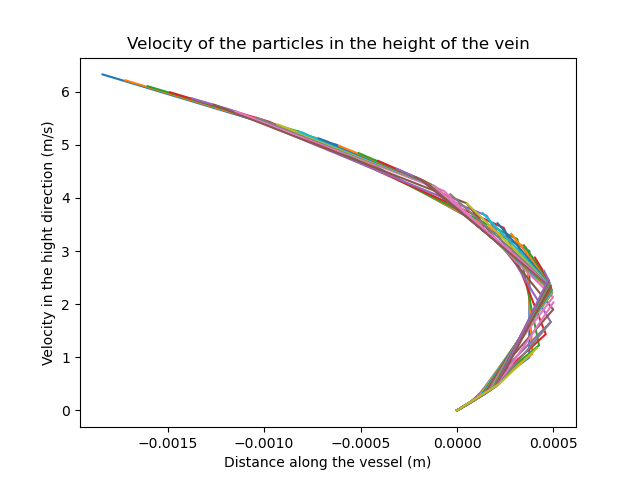 Velocity of the particles in the height of the vein
Velocity in the hight direction (m/s)
6
5
4
3
2
1
0
−0.0015 −0.0010 −0.0005 0.0000 0.0005
Distance along the vessel (m)